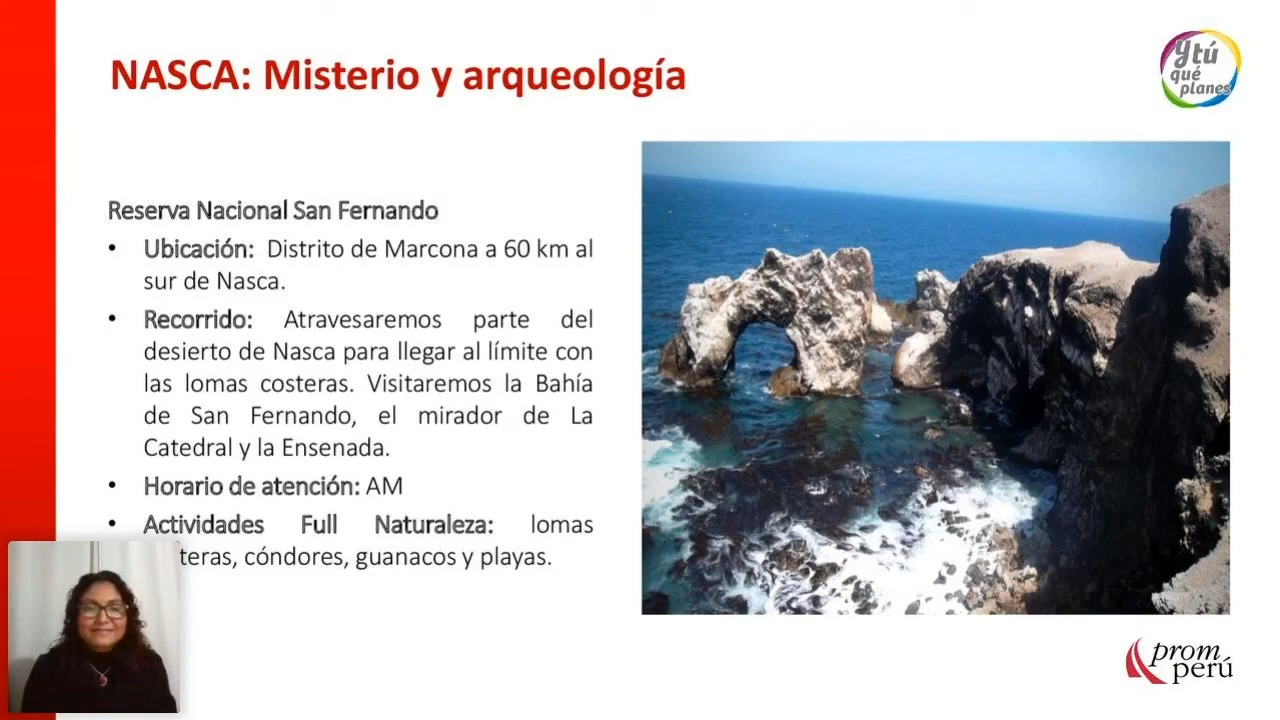 NASCA: Misterio y arqueología
Y tú
qué
planes
Reserva Nacional San Fernando
• Ubicación: Distrito de Marcona a 60 km al
sur de Nasca.
• Recorrido: Atravesaremos parte del
desierto de Nasca para llegar al límite con
las lomas costeras. Visitaremos la Bahía
de San Fernando, el mirador de La
Catedral y la Ensenada.
• Horario de atención: AM
• Actividades Full Naturaleza: lomas
teras, cóndores, guanacos y playas.
prom
perú